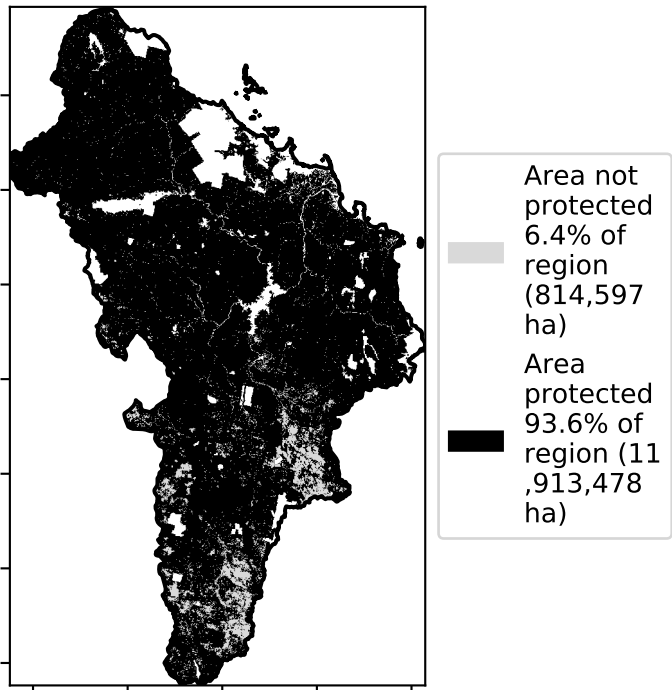 Area not
protected
6.4% of
region
(814,597
ha)
Area
protected
93.6% of
region (11
,913,478
ha)